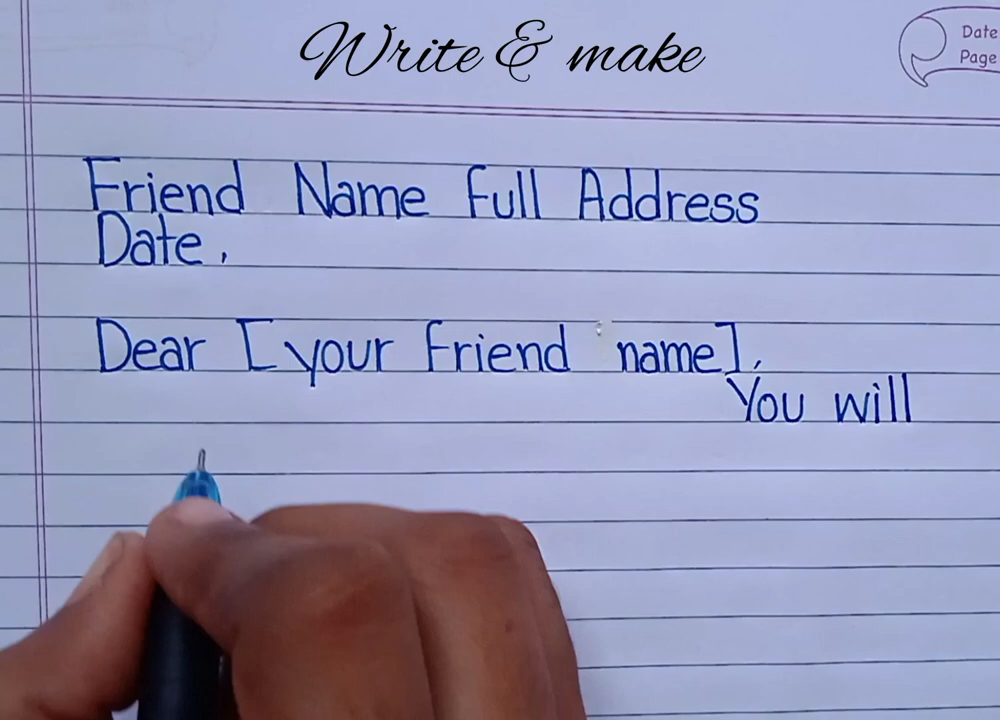 Write & make
Date
Page
Friend Name Full Address
Date,
Dear [your Friend name],
You will